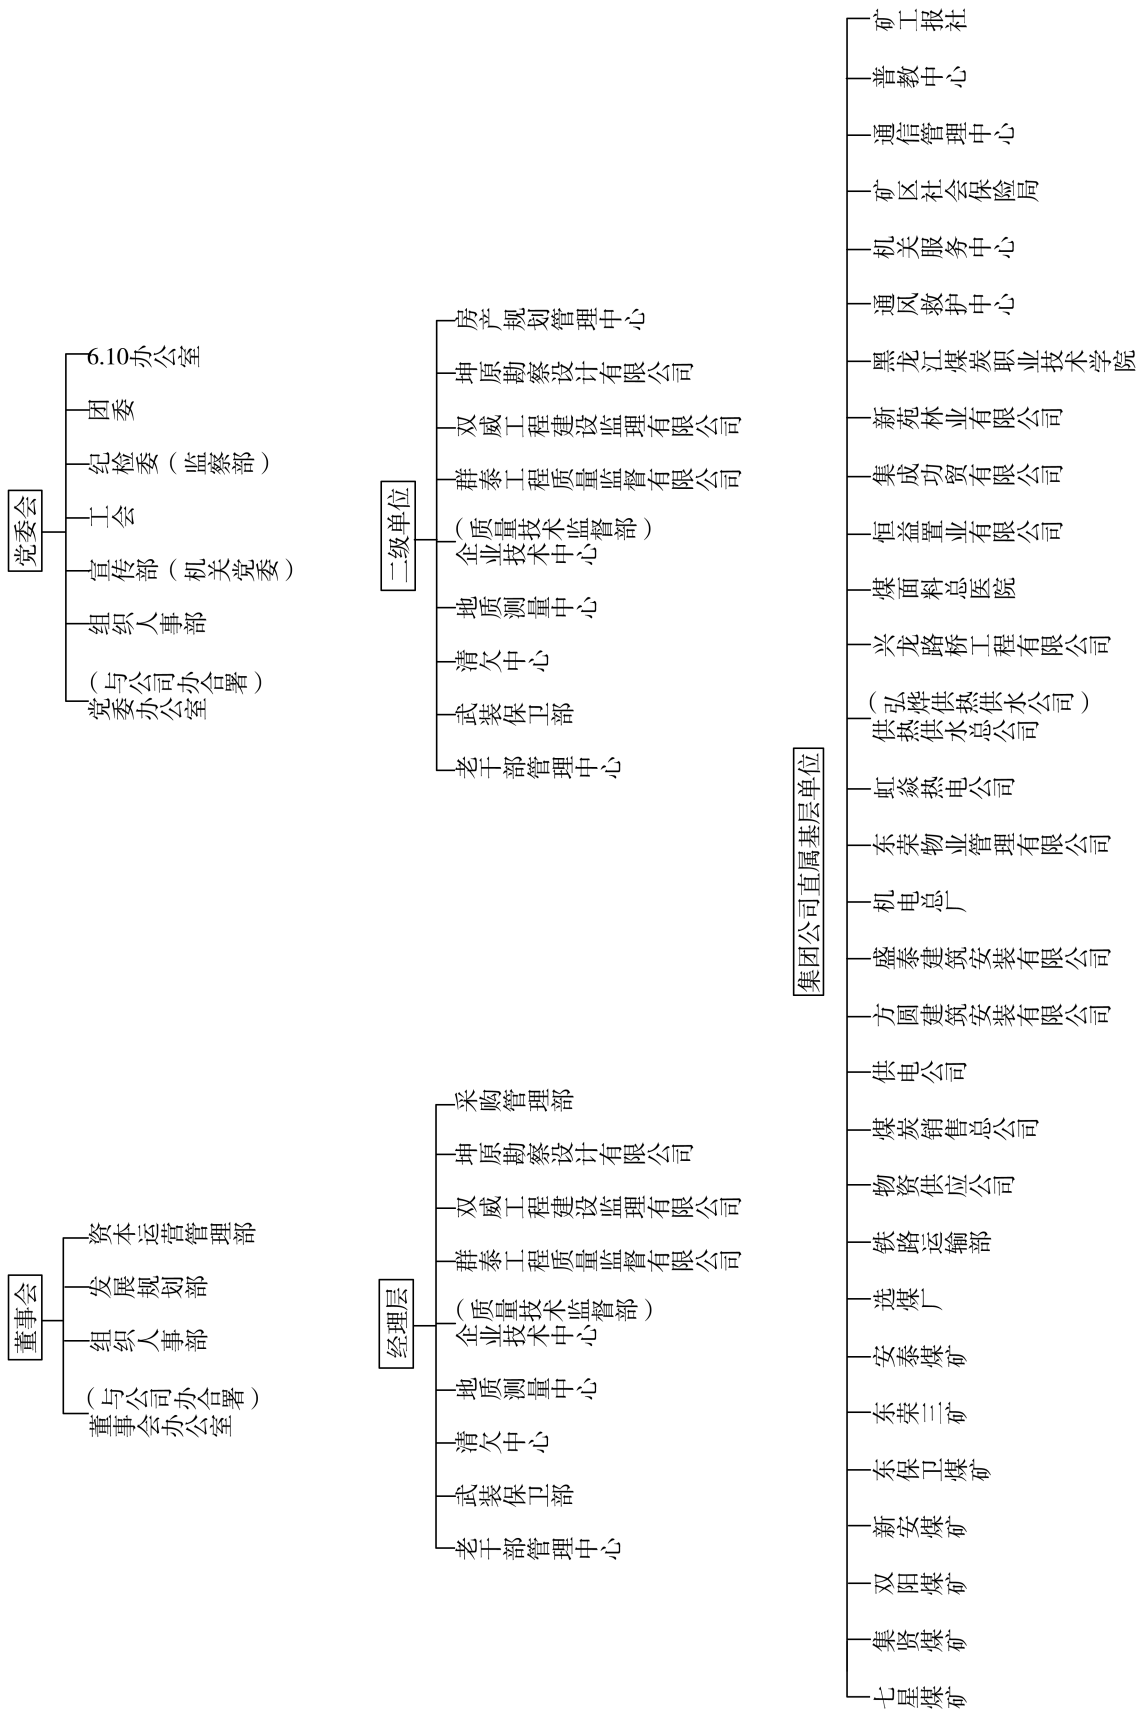 董事会
董事会办公室
（与公司办合署）
组织人事部
发展规划部
资本运营管理部
党委会
党委办公室
（与公司办合署）
组织人事部
宣传部（机关党委）
工会
纪检委（监察部）
团委
6.10办公室
经理层
老干部管理中心
武装保卫部
清欠中心
地质测量中心
企业技术中心
（质量技术监督部）
群泰工程质量监督有限公司
双威工程建设监理有限公司
坤原勘察设计有限公司
采购管理部
二级单位
老干部管理中心
武装保卫部
清欠中心
地质测量中心
企业技术中心
（质量技术监督部）
群泰工程质量监督有限公司
双威工程建设监理有限公司
坤原勘察设计有限公司
房产规划管理中心
集团公司直属基层单位
七星煤矿
集贤煤矿
双阳煤矿
新安煤矿
东保卫煤矿
东荣三矿
安泰煤矿
选煤厂
铁路运输部
物资供应公司
煤炭销售总公司
供电公司
方圆建筑安装有限公司
盛泰建筑安装有限公司
机电总厂
东荣物业管理有限公司
虹焱热电公司
供热供水总公司
（弘烨供热供水公司）
兴龙路桥工程有限公司
煤面料总医院
恒益置业有限公司
集成功贸有限公司
新苑林业有限公司
黑龙江煤炭职业技术学院
通风救护中心
机关服务中心
矿区社会保险局
通信管理中心
普教中心
矿工报社